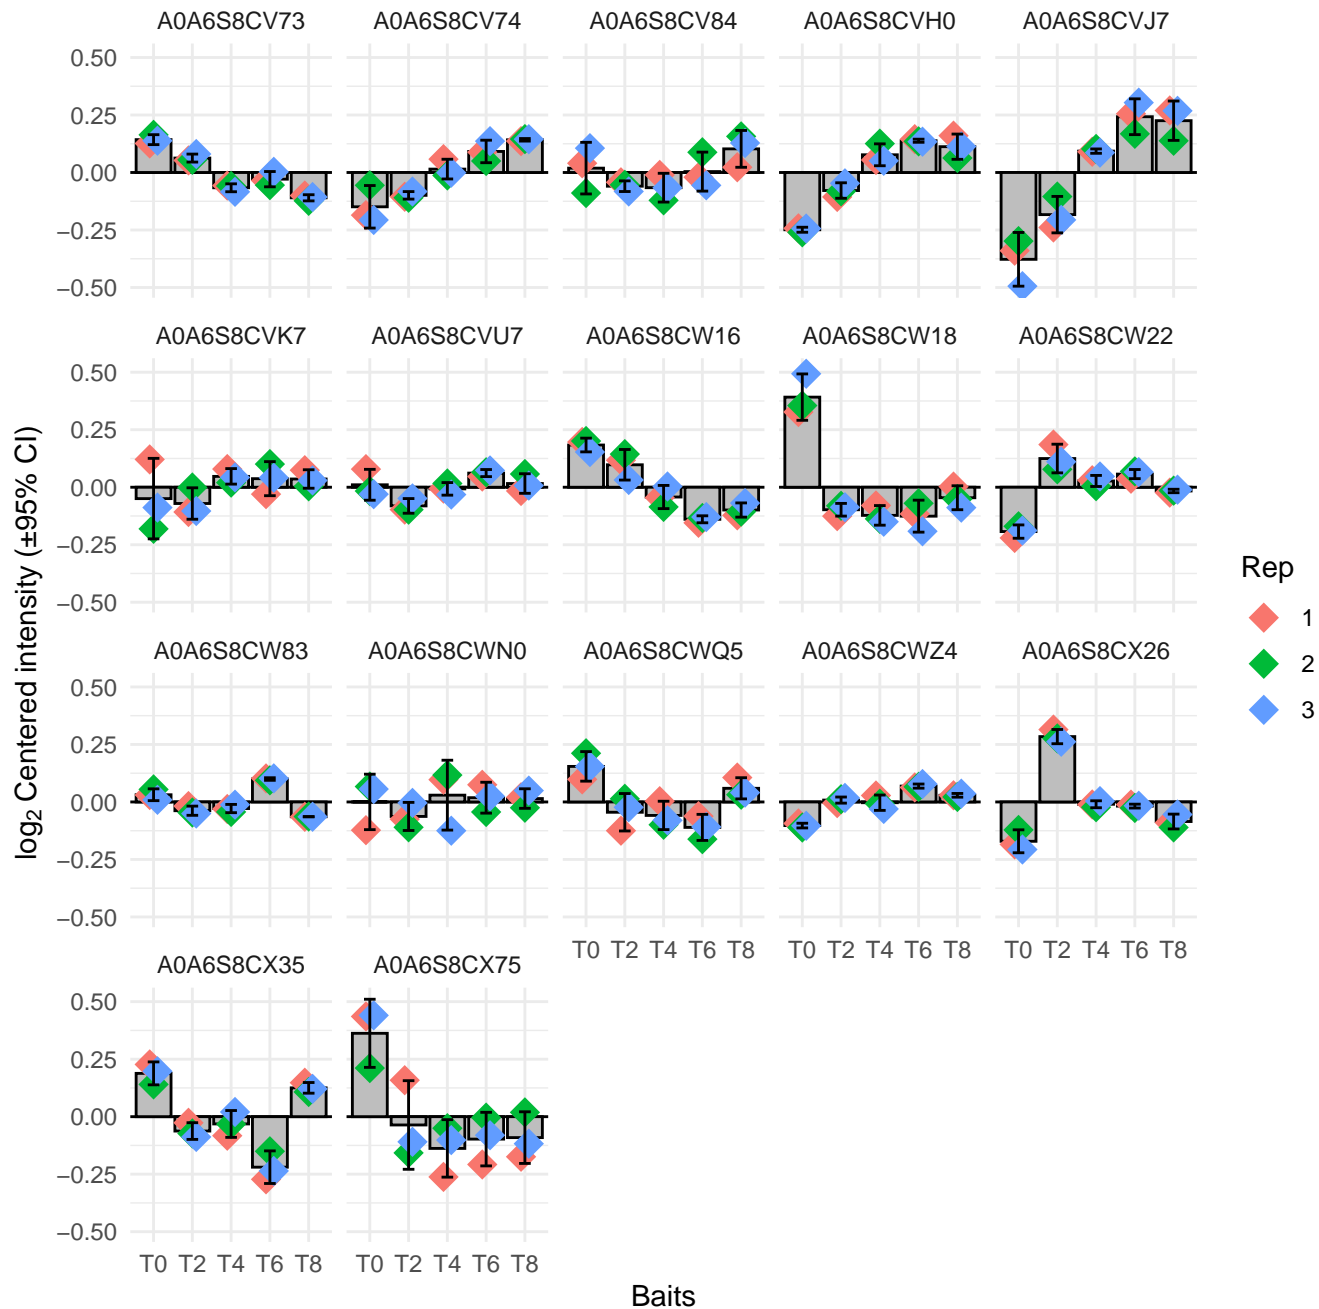 A0A6S8CV73 A0A6S8CV74 A0A6S8CV84 A0A6S8CVH0 A0A6S8CVJ7
0.50
0.25
0.00
−0.25
−0.50
A0A6S8CVK7 A0A6S8CVU7 A0A6S8CW16 A0A6S8CW18 A0A6S8CW22
0.50
0.25
0.00
−0.25
−0.50
A0A6S8CW83 A0A6S8CWN0 A0A6S8CWQ5 A0A6S8CWZ4 A0A6S8CX26
0.50
0.25
0.00
−0.25
−0.50
T0 T2 T4 T6 T8 T0 T2 T4 T6 T8 T0 T2 T4 T6 T8
A0A6S8CX35 A0A6S8CX75
0.50
0.25
0.00
−0.25
−0.50
T0 T2 T4 T6 T8 T0 T2 T4 T6 T8
Baits
log2 Centered intensity (±95% CI)
Rep
1
2
3